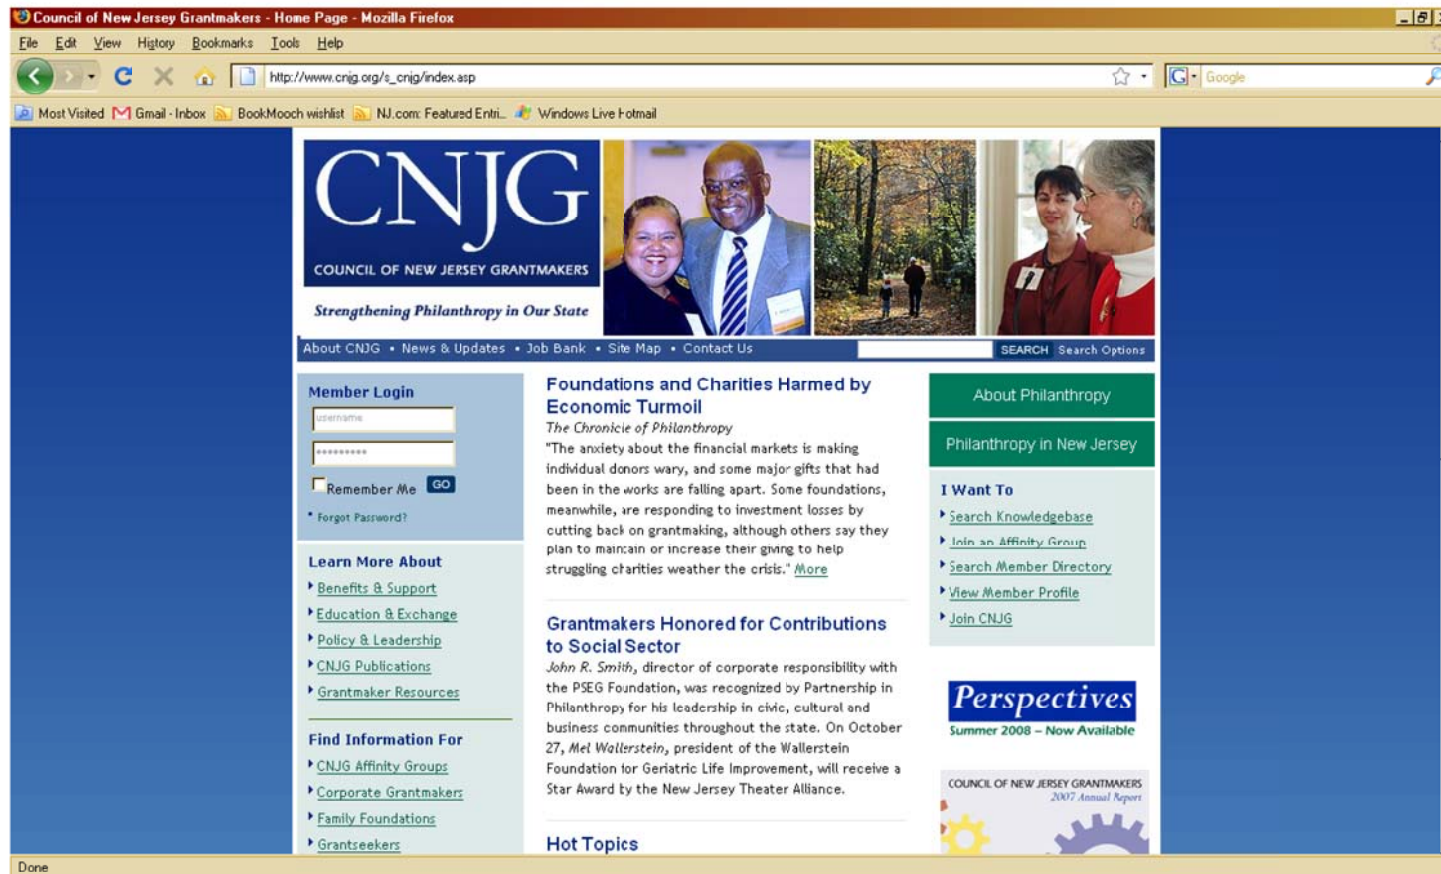 Council of New Jersey Grantmakers - Home Page - Mozilla Firefox
File Edit View History Bookmarks Tools Help
http://www.cnjg.org/s_cnjg/index.asp
Google
Most Visited Gmail - Inbox BookMooch wishlist NJ.com: Featured Entri... Windows Live Hotmail
CNJG
COUNCIL OF NEW JERSEY GRANTMAKERS
Strengthening Philanthropy in Our State
About CNJG • News & Updates • Job Bank • Site Map • Contact Us
SEARCH Search Options
Member Login
username
Remember Me GO
Forgot Password?
Learn More About
Benefits & Support
Education & Exchange
Policy & Leadership
CNJG Publications
Grantmaker Resources
Find Information For
CNJG Affinity Groups
Corporate Grantmakers
Family Foundations
Grantseekers
Foundations and Charities Harmed by
Economic Turmoil
The Chronicle of Philanthropy
"The anxiety about the financial markets is making
individual donors wary, and some major gifts that had
been in the works are falling apart. Some foundations,
meanwhile, are responding to investment losses by
cutting back on grantmaking, although others say they
plan to maintain or increase their giving to help
struggling charities weather the crisis." More
Grantmakers Honored for Contributions
to Social Sector
John R. Smith, director of corporate responsibility with
the PSEG Foundation, was recognized by Partnership in
Philanthropy for his leadership in civic, cultural and
business communities throughout the state. On October
27, Mel Wallerstein, president of the Wallerstein
Foundation for Geriatric Life Improvement, will receive a
Star Award by the New Jersey Theater Alliance.
Hot Topics
About Philanthropy
Philanthropy in New Jersey
I Want To
Search Knowledgebase
Join an Affinity Group
Search Member Directory
View Member Profile
Join CNJG
Perspectives
Summer 2008 – Now Available
COUNCIL OF NEW JERSEY GRANTMAKERS
2007 Annual Report
Done